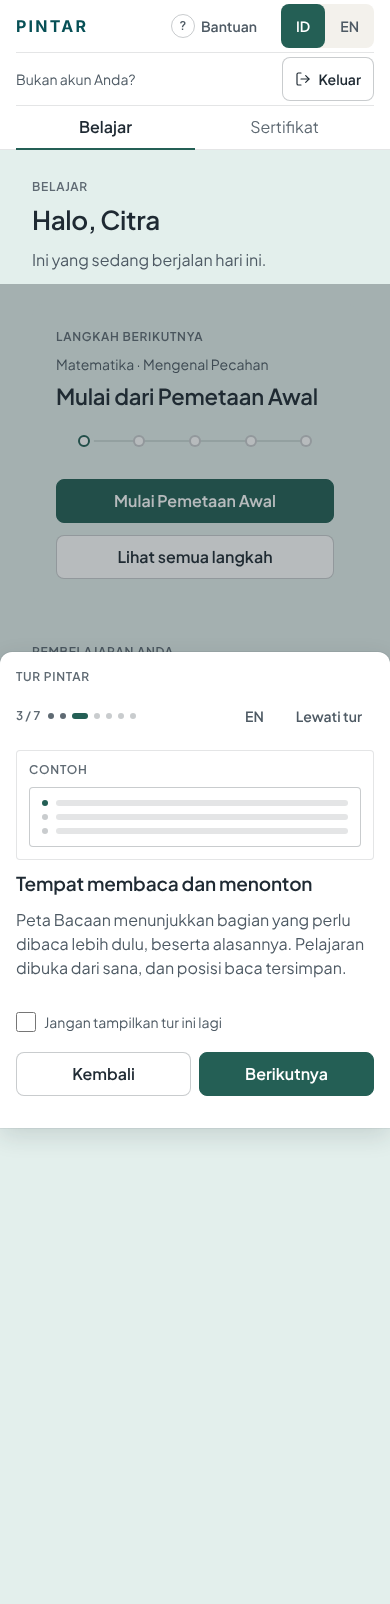 PINTAR
? Bantuan
ID EN
Bukan akun Anda?
Keluar
Belajar Sertifikat
BELAJAR
Halo, Citra
Ini yang sedang berjalan hari ini.
LANGKAH BERIKUTNYA
Matematika · Mengenal Pecahan
Mulai dari Pemetaan Awal
Mulai Pemetaan Awal
Lihat semua langkah
PEMBELAJARAN ANDA
TUR PINTAR
3 / 7
EN
Lewati tur
CONTOH
Tempat membaca dan menonton
Peta Bacaan menunjukkan bagian yang perlu
dibaca lebih dulu, beserta alasannya. Pelajaran
dibuka dari sana, dan posisi baca tersimpan.
Jangan tampilkan tur ini lagi
Kembali
Berikutnya